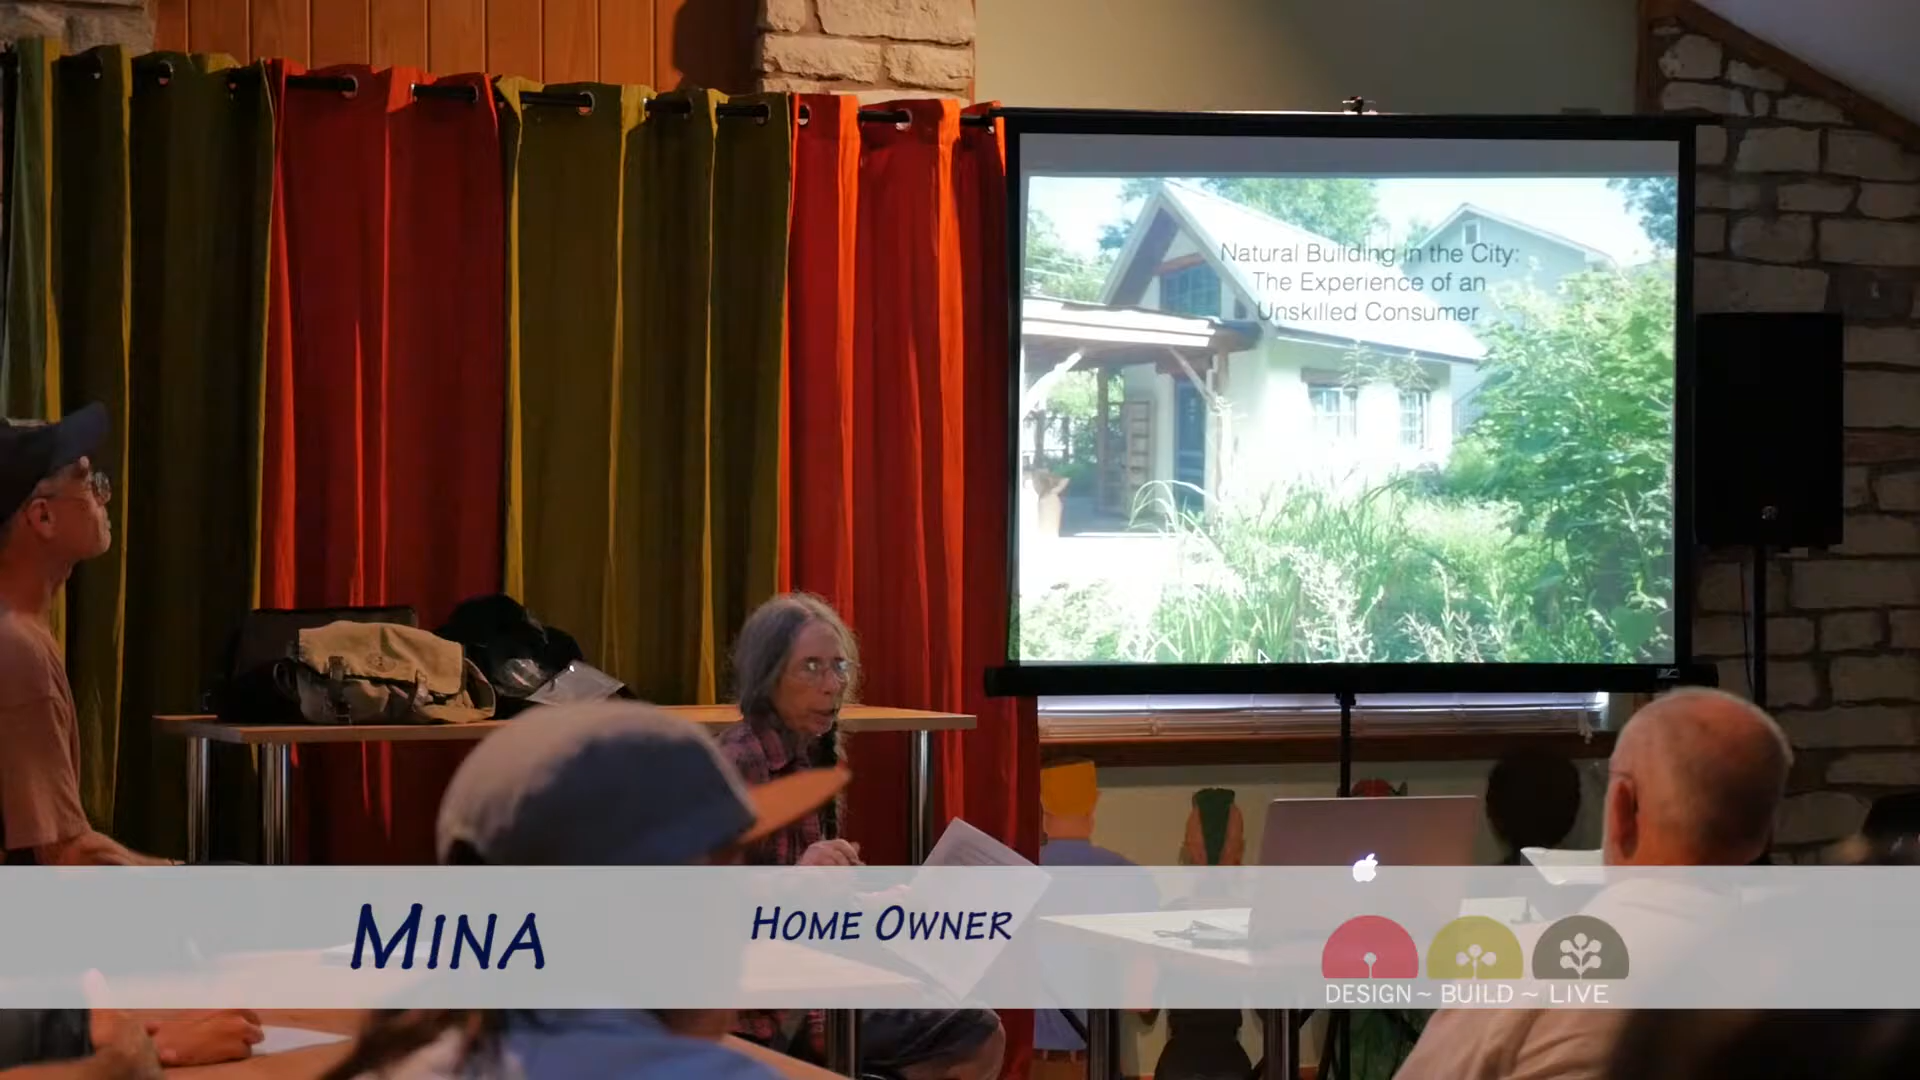 Natural Building in the City:
The Experience of an
Unskilled Consumer
MINA
HOME OWNER
DESIGN ~ BUILD ~ LIVE